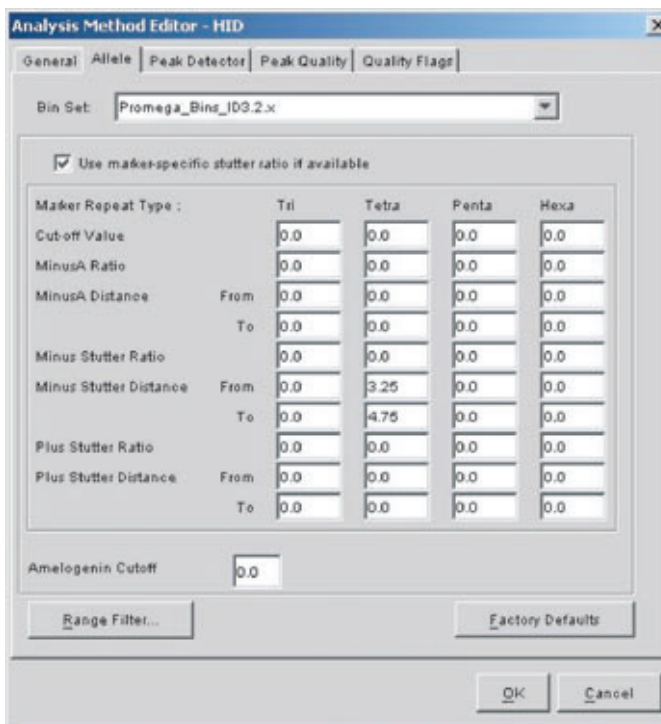 Analysis Method Editor - HID
General Allele Peak Detector Peak Quality Quality Flags
Bin Set: Promega_Bins_ID3.2.x
Use marker-specific stutter ratio if available
Marker Repeat Type : Tri Tetra Penta Hexa
Cut-off Value 0.0 0.0 0.0 0.0
MinusA Ratio 0.0 0.0 0.0 0.0
MinusA Distance From 0.0 0.0 0.0 0.0
To 0.0 0.0 0.0 0.0
Minus Stutter Ratio 0.0 0.0 0.0 0.0
Minus Stutter Distance From 0.0 3.25 0.0 0.0
To 0.0 4.75 0.0 0.0
Plus Stutter Ratio 0.0 0.0 0.0 0.0
Plus Stutter Distance From 0.0 0.0 0.0 0.0
To 0.0 0.0 0.0 0.0
Amelogenin Cutoff 0.0
Range Filter... Factory Defaults
OK Cancel